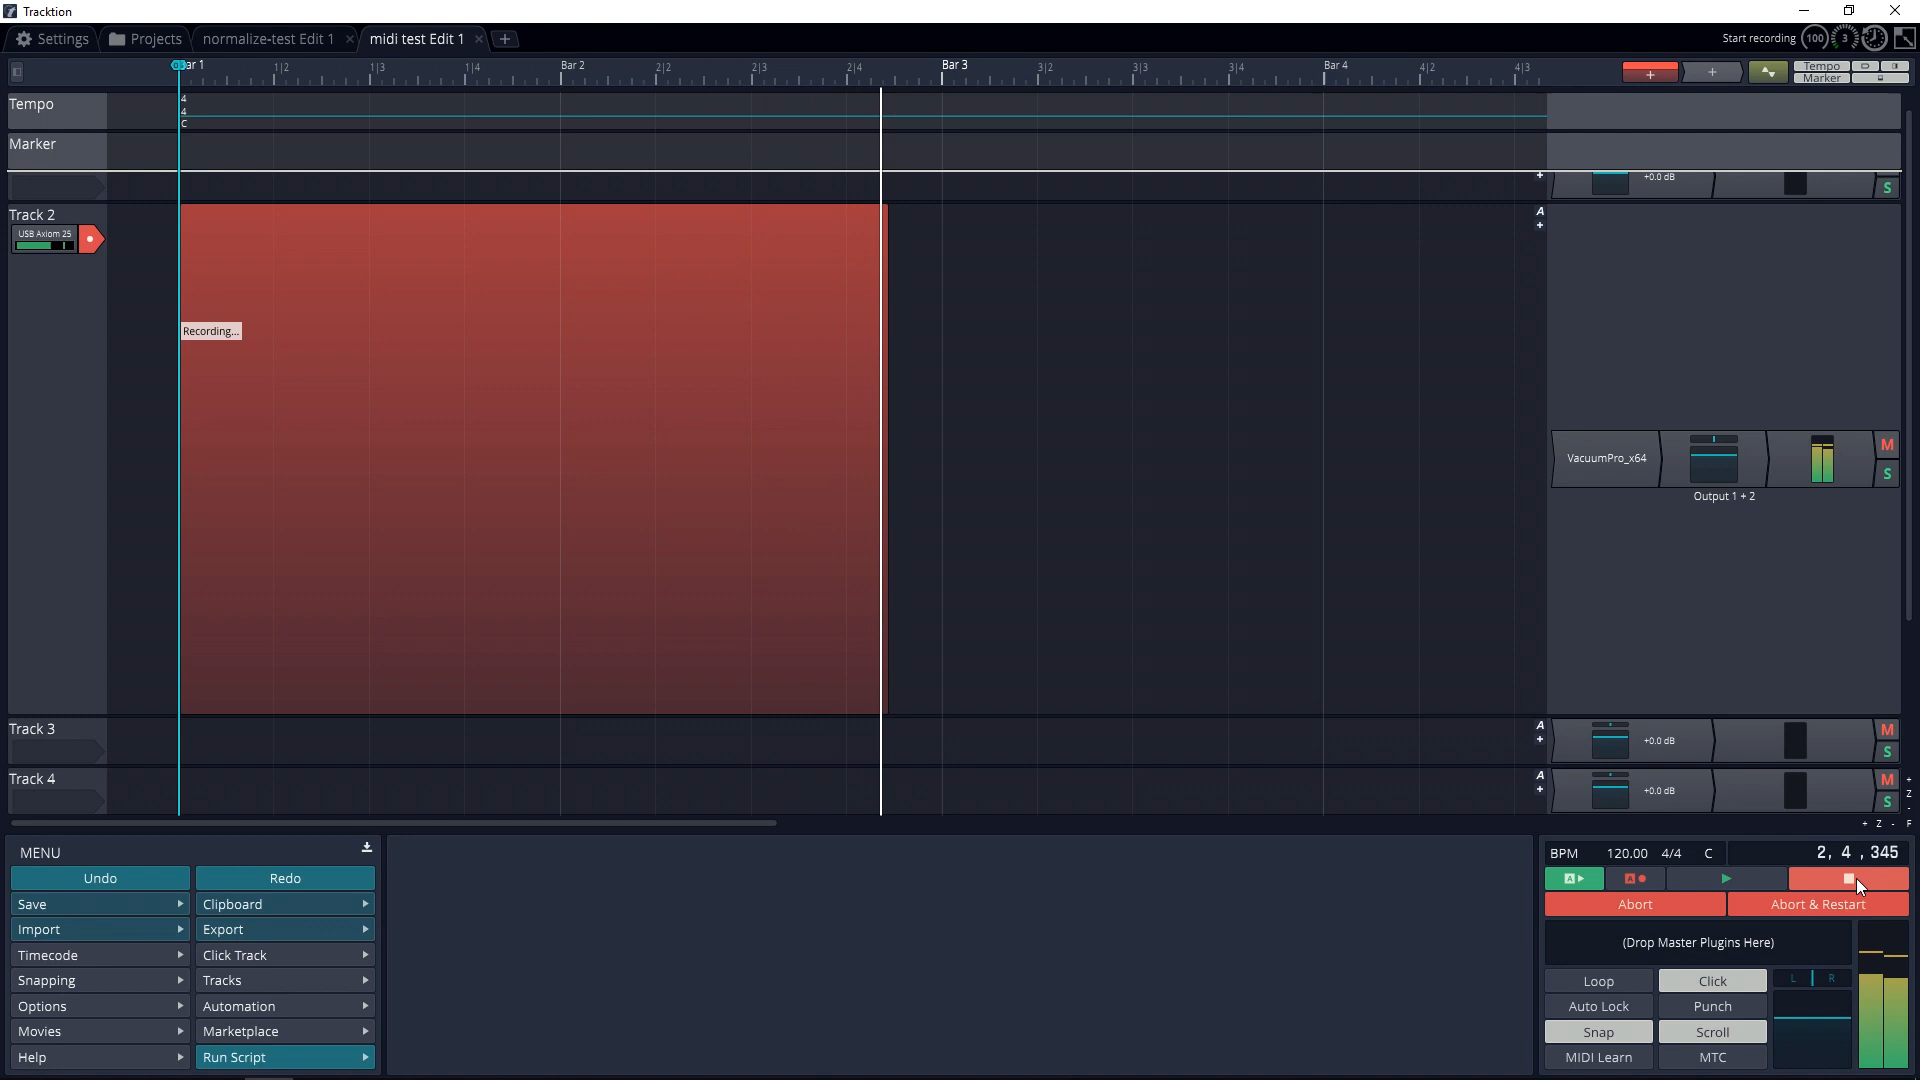 Tracktion
Settings
Projects
normalize-test Edit 1
midi test Edit 1
Start recording
100
3
ar 1
1|2
1|3
1|4
Bar 2
2|2
2|3
2|4
Bar 3
3|2
3|3
3|4
Bar 4
4|2
4|3
Tempo
Marker
Tempo
4
4
C
Marker
+0.0 dB
S
Track 2
USB Axiom 25
A
Recording...
VacuumPro_x64
M
S
Output 1 + 2
Track 3
A
+0.0 dB
M
S
Track 4
A
+0.0 dB
M
S
+
Z
-
+ Z - F
MENU
Undo
Redo
Save
Clipboard
Import
Export
Timecode
Click Track
Snapping
Tracks
Options
Automation
Movies
Marketplace
Help
Run Script
BPM 120.00 4/4 C
2, 4 , 345
A
A
Abort
Abort & Restart
(Drop Master Plugins Here)
Loop
Click
L R
Auto Lock
Punch
Snap
Scroll
MIDI Learn
MTC